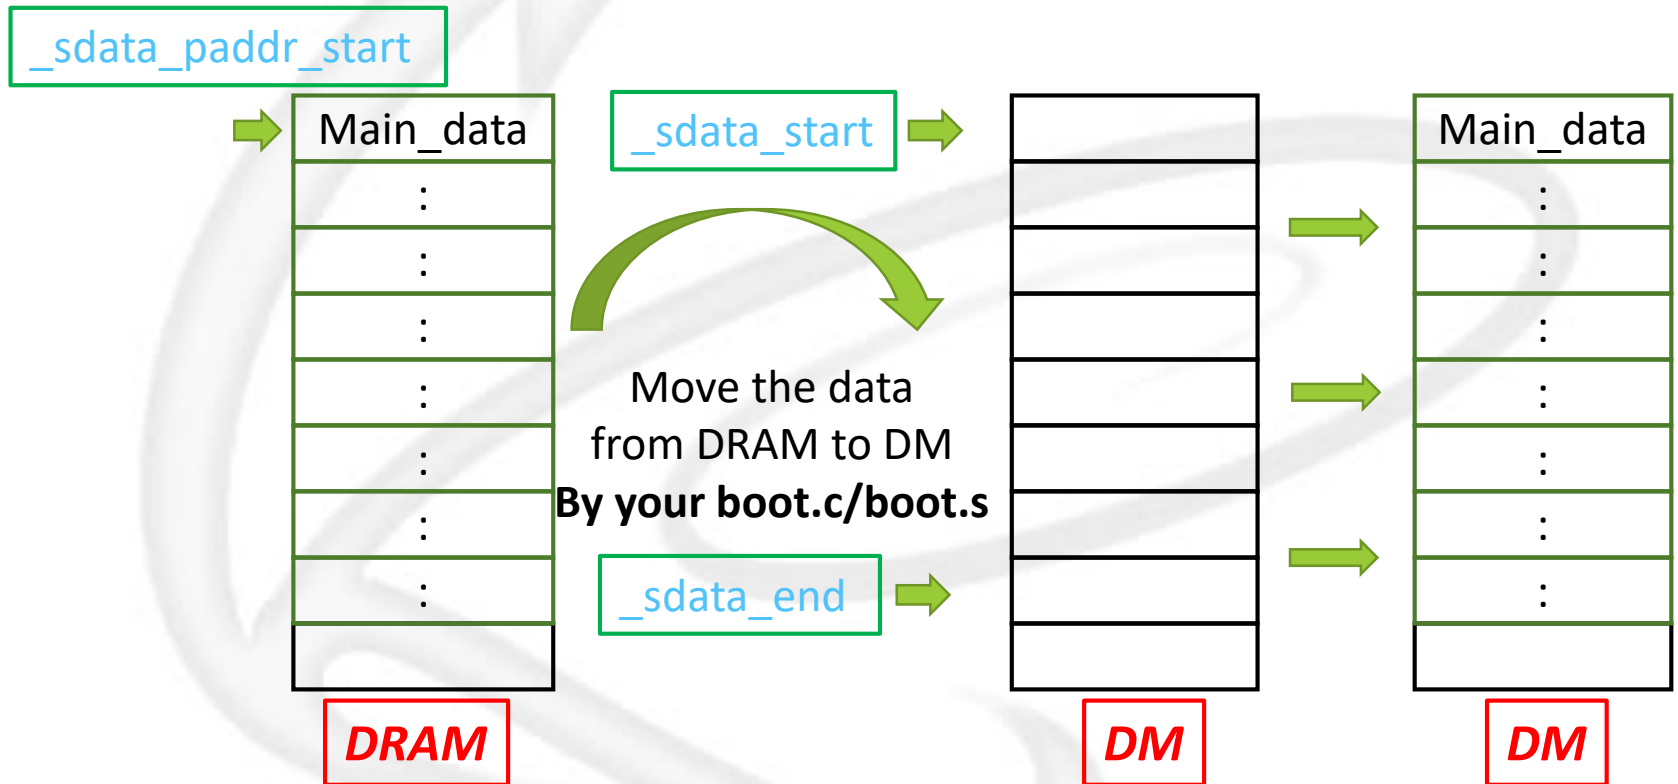 _sdata_paddr_start
Main_data
:
:
:
:
:
:
:
_sdata_start
Move the data
from DRAM to DM
By your boot.c/boot.s
_sdata_end
Main_data
:
:
:
:
:
:
:
DRAM
DM
DM